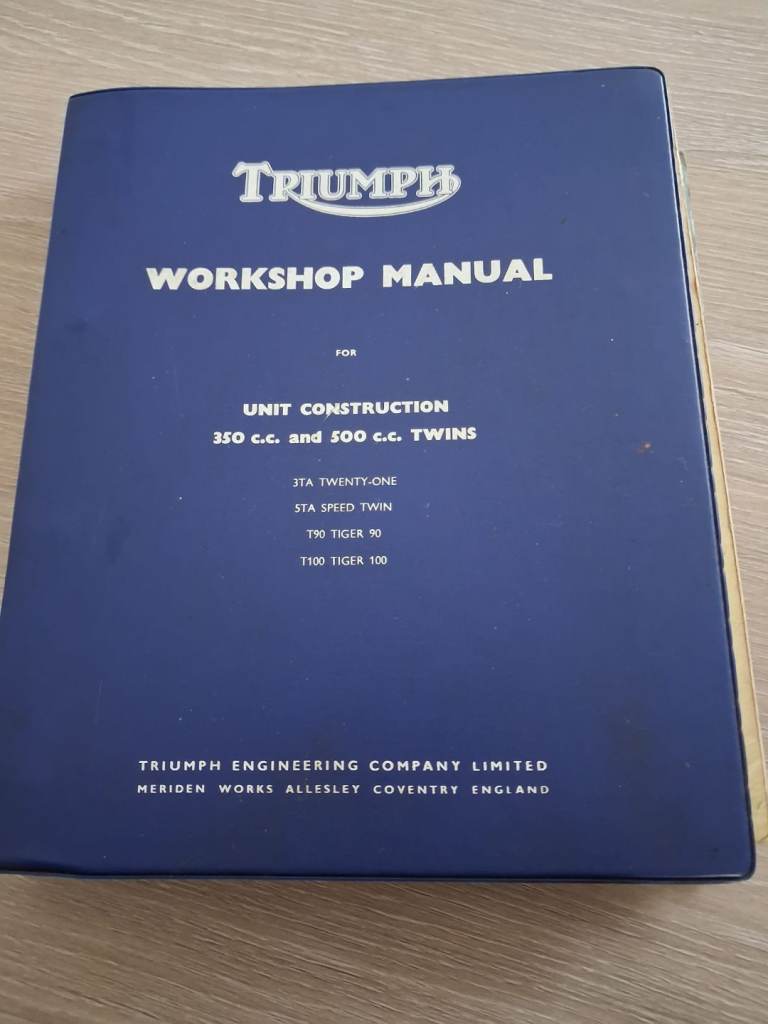 TRIUMPH
WORKSHOP MANUAL
FOR
UNIT CONSTRUCTION
350 c.c. and 500 c.c. TWINS
3TA TWENTY-ONE
5TA SPEED TWIN
T90 TIGER 90
T100 TIGER 100
TRIUMPH ENGINEERING COMPANY LIMITED
MERIDEN WORKS ALLESLEY COVENTRY ENGLAND